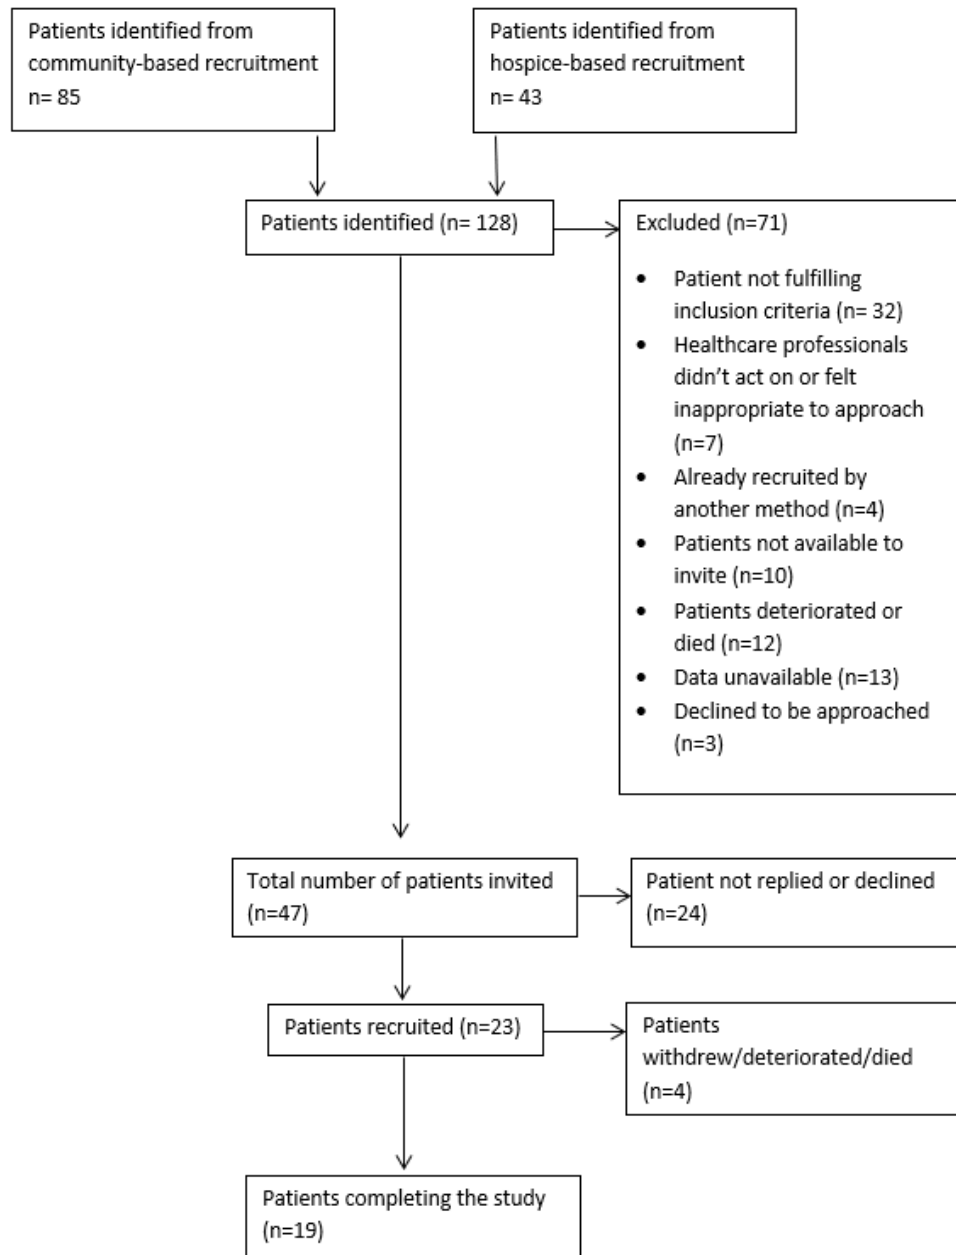 Patients identified from
community-based recruitment
n= 85
Patients identified from
hospice-based recruitment
n= 43
Patients identified (n= 128)
Excluded (n=71)
• Patient not fulfilling
inclusion criteria (n= 32)
• Healthcare professionals
didn’t act on or felt
inappropriate to approach
(n=7)
• Already recruited by
another method (n=4)
• Patients not available to
invite (n=10)
• Patients deteriorated or
died (n=12)
• Data unavailable (n=13)
• Declined to be approached
(n=3)
Total number of patients invited
(n=47)
Patient not replied or declined
(n=24)
Patients recruited (n=23)
Patients
withdrew/deteriorated/died
(n=4)
Patients completing the study
(n=19)